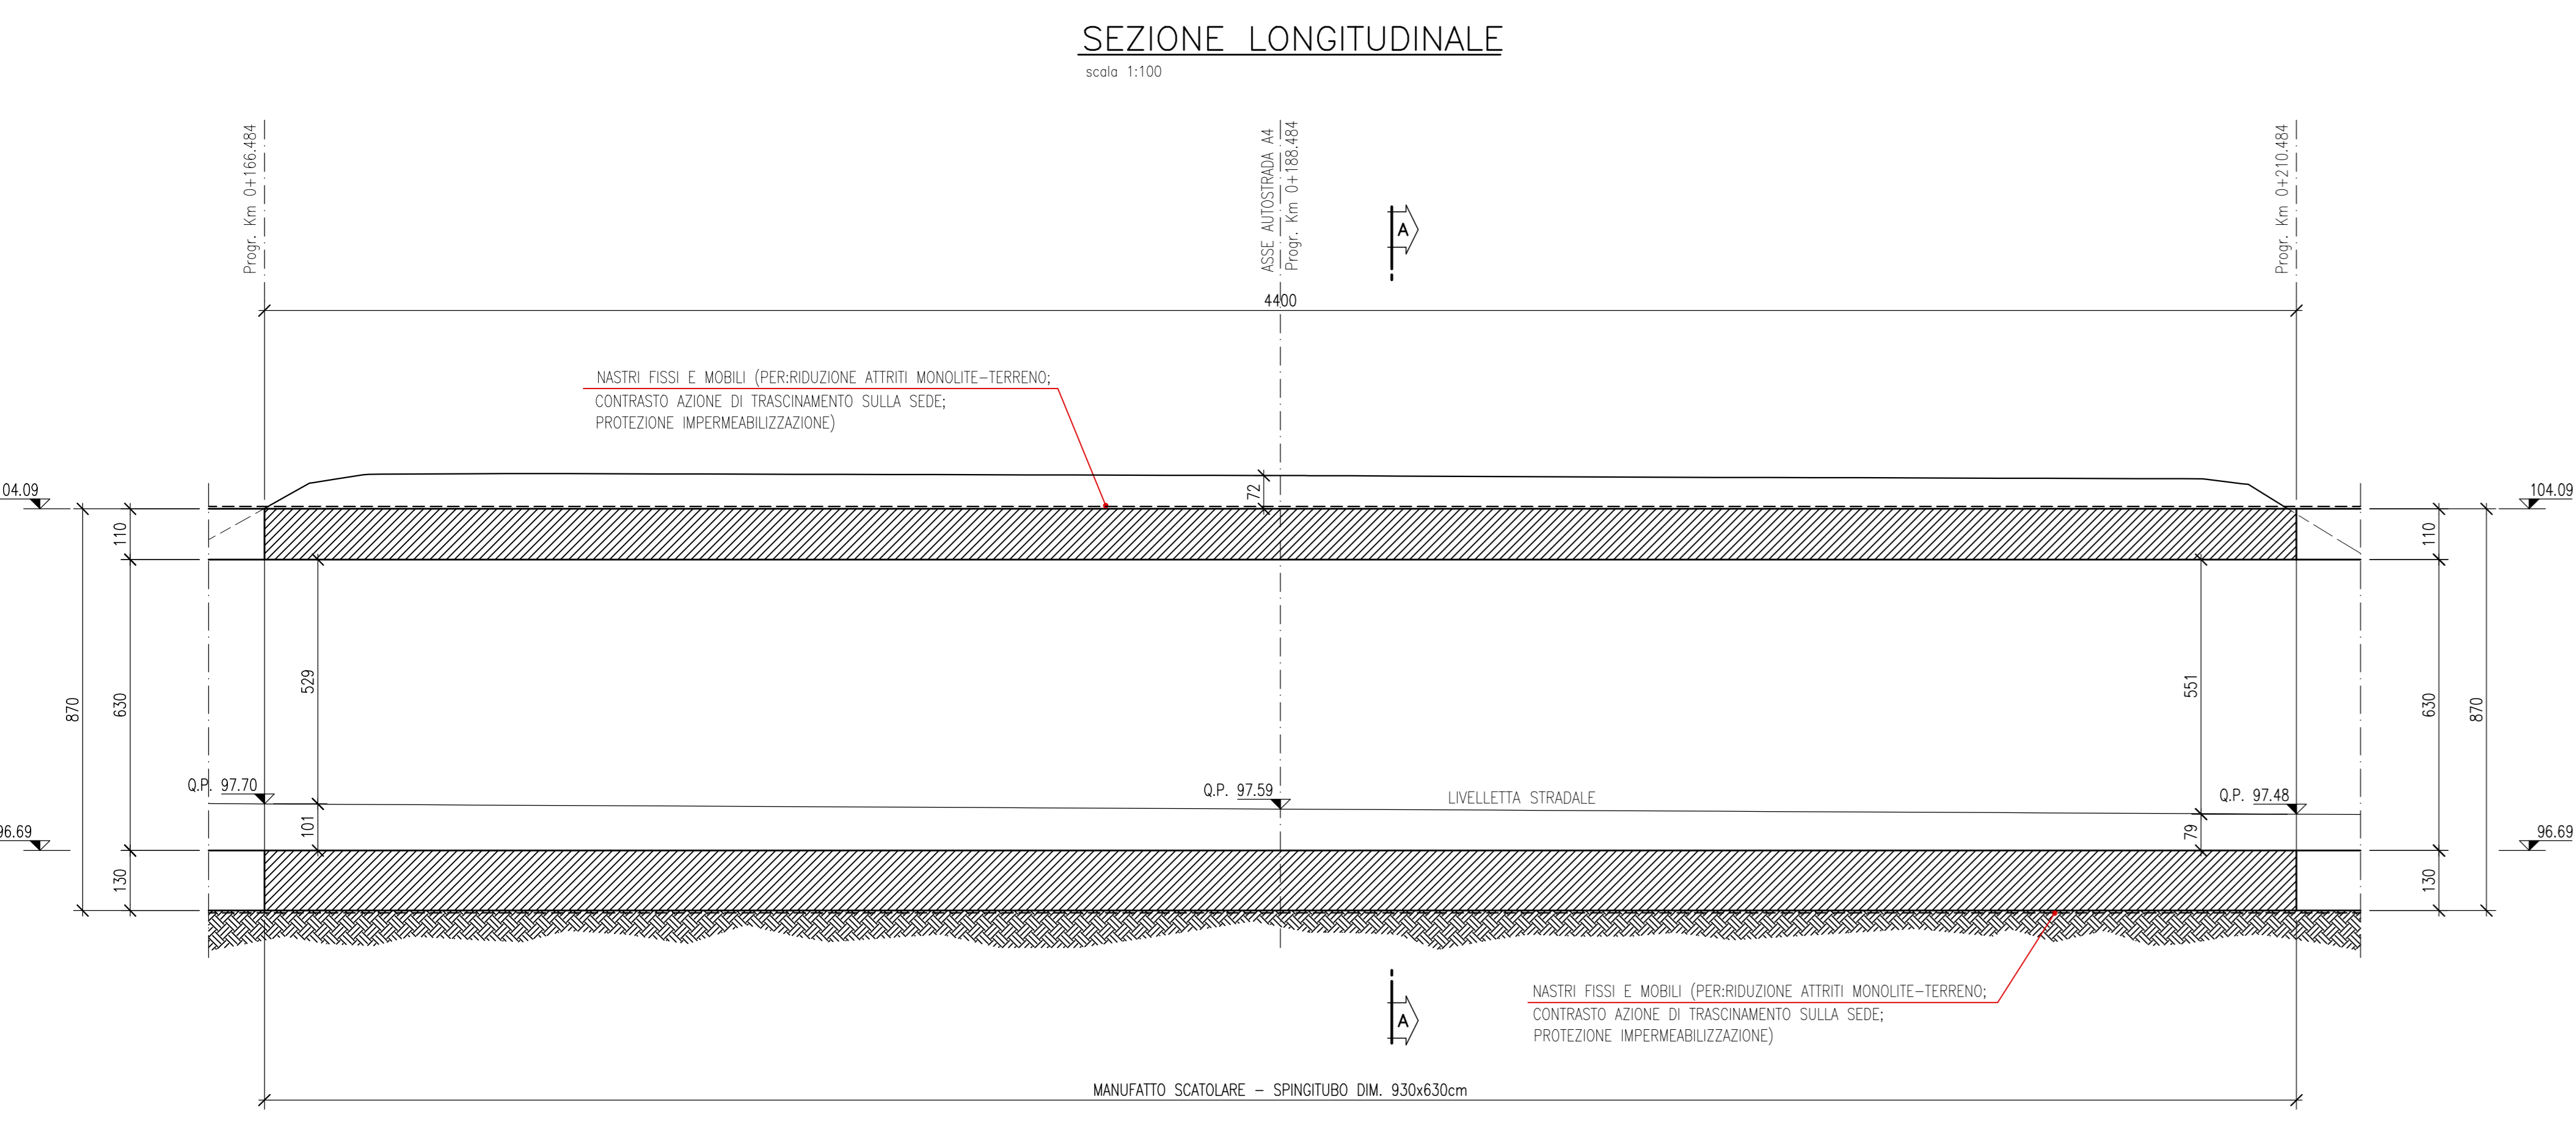 SEZIONE LONGITUDINALE
scala 1:100
Progr. Km 0+166.484
ASSE AUTOSTRADA A4
Progr. Km 0+188.484
Progr. Km 0+210.484
A
4400
NASTRI FISSI E MOBILI (PER:RIDUZIONE ATTRITI MONOLITE-TERRENO;
CONTRASTO AZIONE DI TRASCINAMENTO SULLA SEDE;
PROTEZIONE IMPERMEABILIZZAZIONE)
04.09
72
104.09
110
110
870
630
529
551
630
870
Q.P. 97.70
Q.P. 97.59
LIVELLETTA STRADALE
Q.P. 97.48
96.69
101
79
96.69
130
130
NASTRI FISSI E MOBILI (PER:RIDUZIONE ATTRITI MONOLITE-TERRENO;
CONTRASTO AZIONE DI TRASCINAMENTO SULLA SEDE;
PROTEZIONE IMPERMEABILIZZAZIONE)
A
MANUFATTO SCATOLARE - SPINGITUBO DIM. 930x630cm